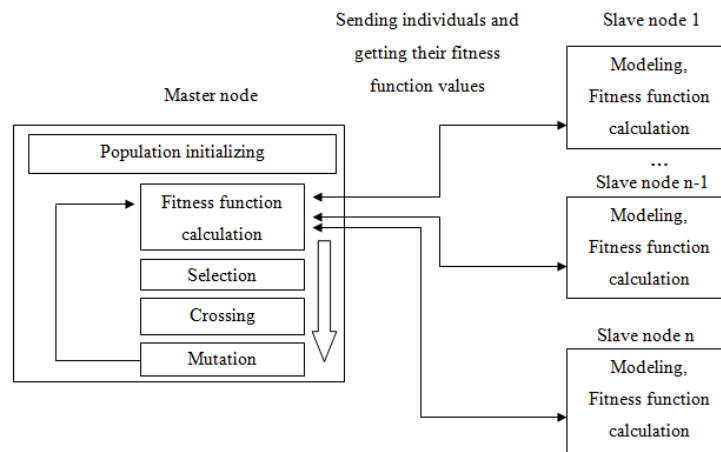 Sending individuals and
getting their fitness
function values
Master node
Population initializing
Fitness function
calculation
Selection
Crossing
Mutation
Slave node 1
Modeling,
Fitness function
calculation
...
Slave node n-1
Modeling,
Fitness function
calculation
Slave node n
Modeling,
Fitness function
calculation